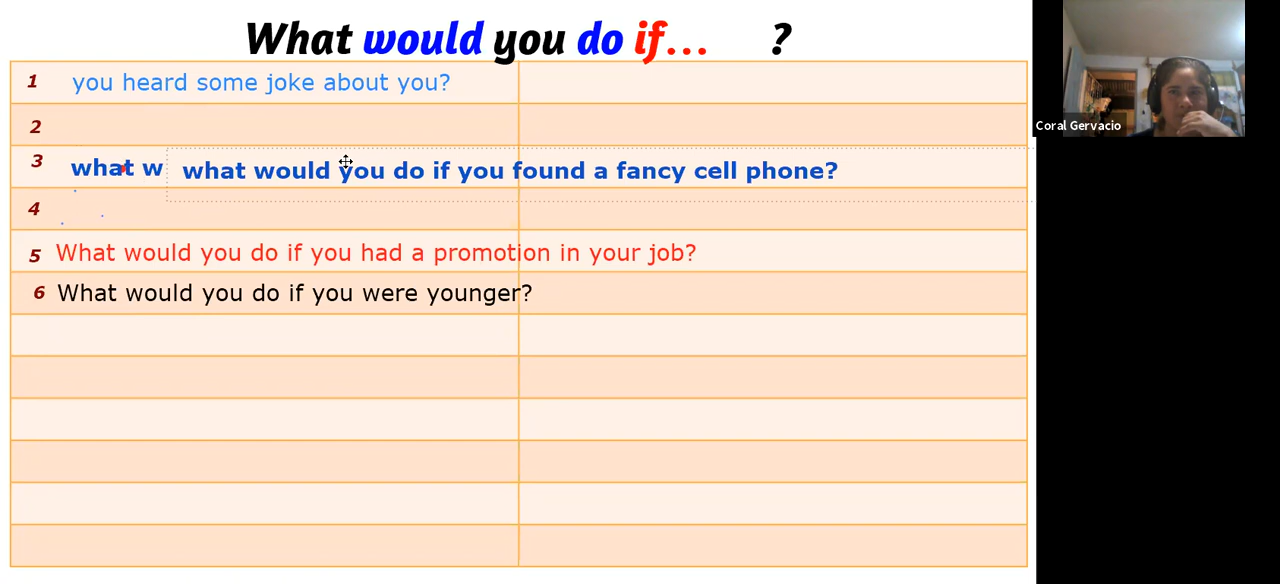 What would you do if... ?
1 you heard some joke about you?
2
3 what w what would you do if you found a fancy cell phone?
4
5 What would you do if you had a promotion in your job?
6 What would you do if you were younger?
Coral Gervacio